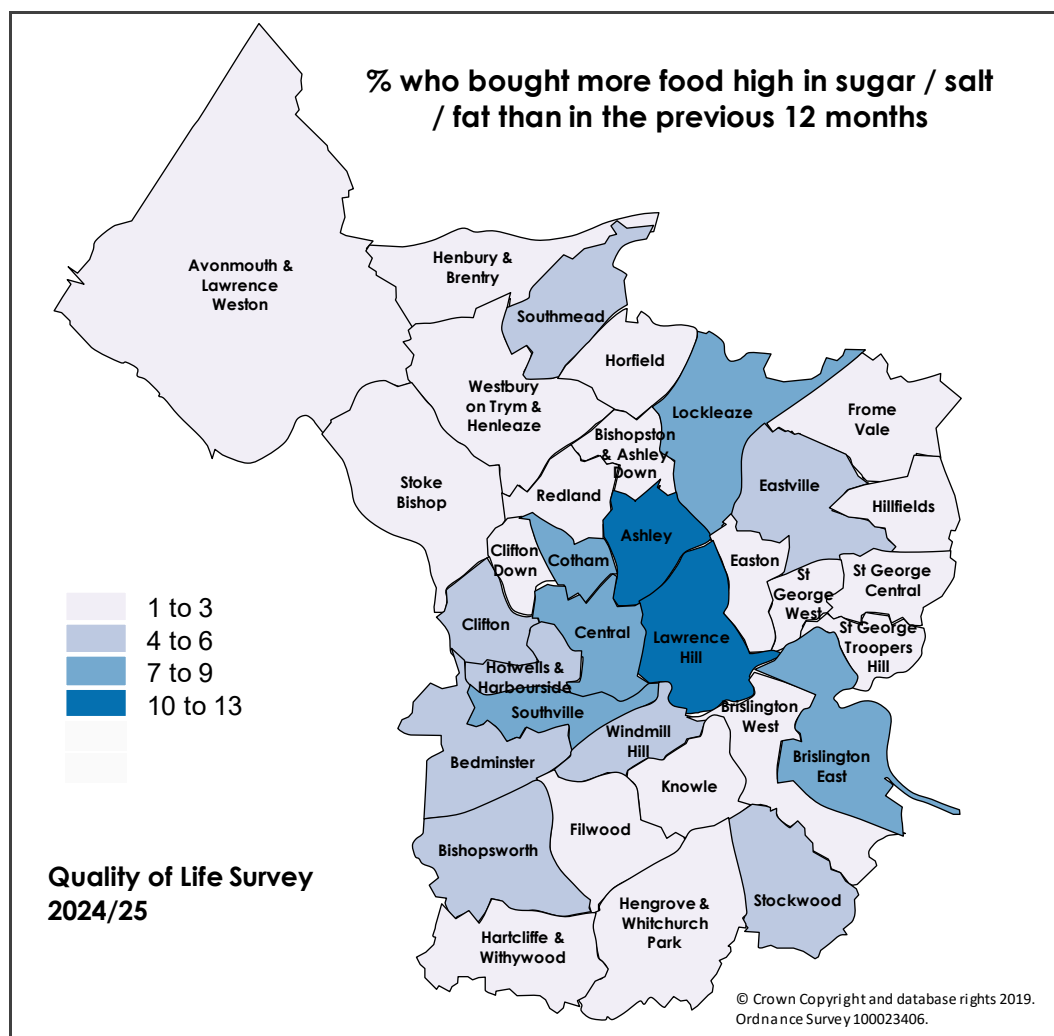 % who bought more food high in sugar / salt
/ fat than in the previous 12 months
Avonmouth &
Lawrence
Weston
Henbury &
Brentry
Southmead
Horfield
Westbury
on Trym &
Henleaze
Lockleaze
Frome
Vale
Bishopston
& Ashley
Down
Stoke
Bishop
Redland
Eastville
Hillfields
Ashley
Clifton
Down
Cotham
Easton
St
George
West
St George
Central
Clifton
Central
Lawrence
Hill
St George
Troopers
Hill
Hotwells &
Harbourside
Southville
Brislington
West
Windmill
Hill
Bedminster
Brislington
East
Knowle
Filwood
Bishopsworth
Stockwood
Hengrove &
Whitchurch
Park
Hartcliffe &
Withywood
1 to 3
4 to 6
7 to 9
10 to 13
Quality of Life Survey
2024/25
© Crown Copyright and database rights 2019.
Ordnance Survey 100023406.